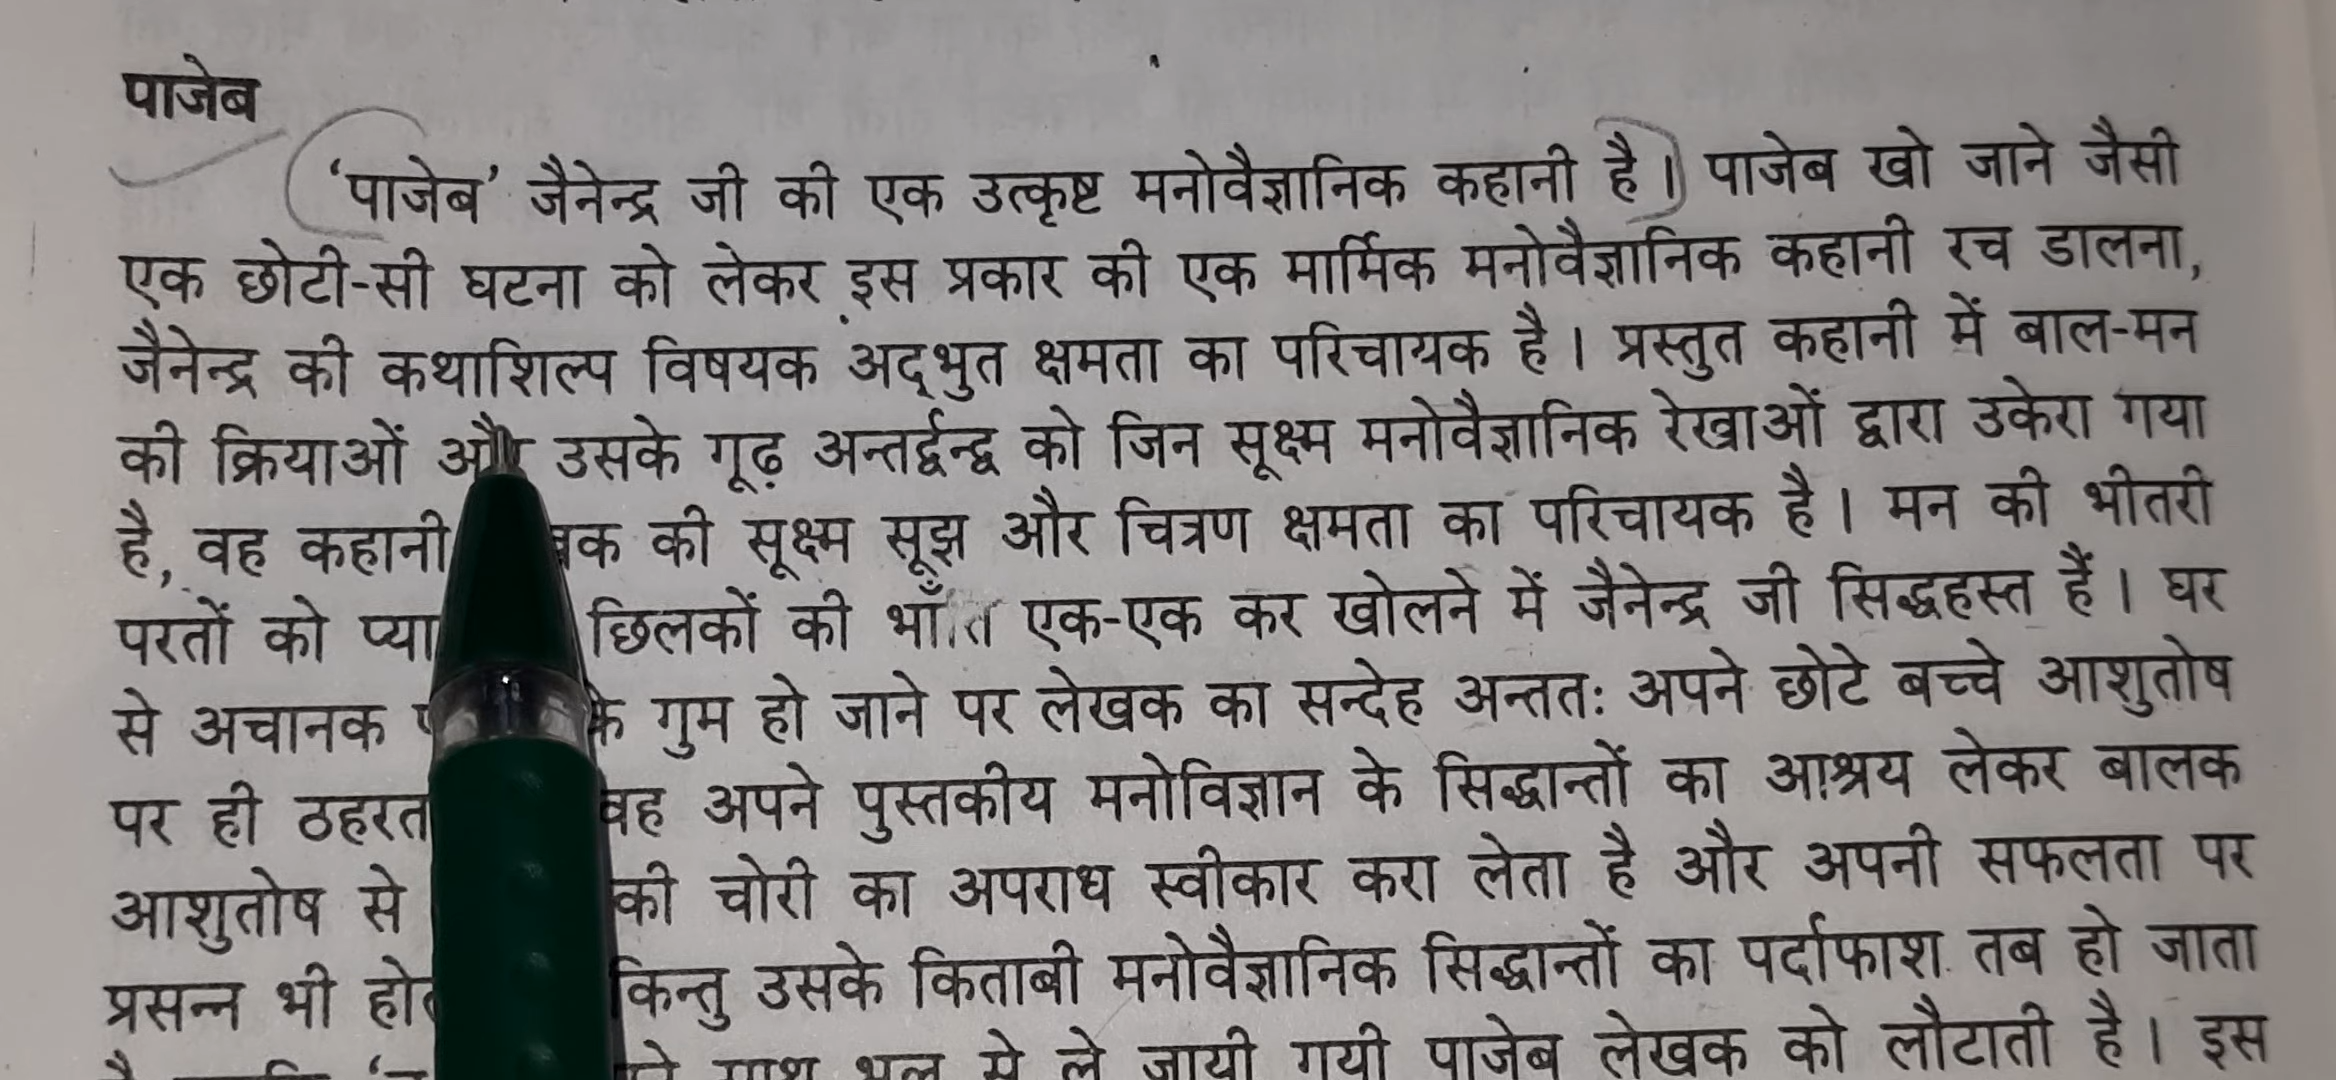 पाजेब
‘पाजेब’ जैनेन्द्र जी की एक उत्कृष्ट मनोवैज्ञानिक कहानी है। पाजेब खो जाने जैसी
एक छोटी-सी घटना को लेकर इस प्रकार की एक मार्मिक मनोवैज्ञानिक कहानी रच डालना,
जैनेन्द्र की कथाशिल्प विषयक अद्भुत क्षमता का परिचायक है। प्रस्तुत कहानी में बाल-मन
की क्रियाओं और उसके गूढ़ अन्तर्द्वन्द्व को जिन सूक्ष्म मनोवैज्ञानिक रेखाओं द्वारा उकेरा गया
है, वह कहानी की सूक्ष्म सूझ और चित्रण क्षमता का परिचायक है। मन की भीतरी
परतों को छिलकों की भाँति एक-एक कर खोलने में जैनेन्द्र जी सिद्धहस्त हैं। घर
से अचानक के गुम हो जाने पर लेखक का सन्देह अन्ततः अपने छोटे बच्चे आशुतोष
पर ही वह अपने पुस्तकीय मनोविज्ञान के सिद्धान्तों का आश्रय लेकर बालक
आशुतोष से की चोरी का अपराध स्वीकार करा लेता है और अपनी सफलता पर
प्रसन्न भी किन्तु उसके किताबी मनोवैज्ञानिक सिद्धान्तों का पर्दाफाश तब हो जाता
ले जायी गयी पाजेब लेखक को लौटाती है। इस